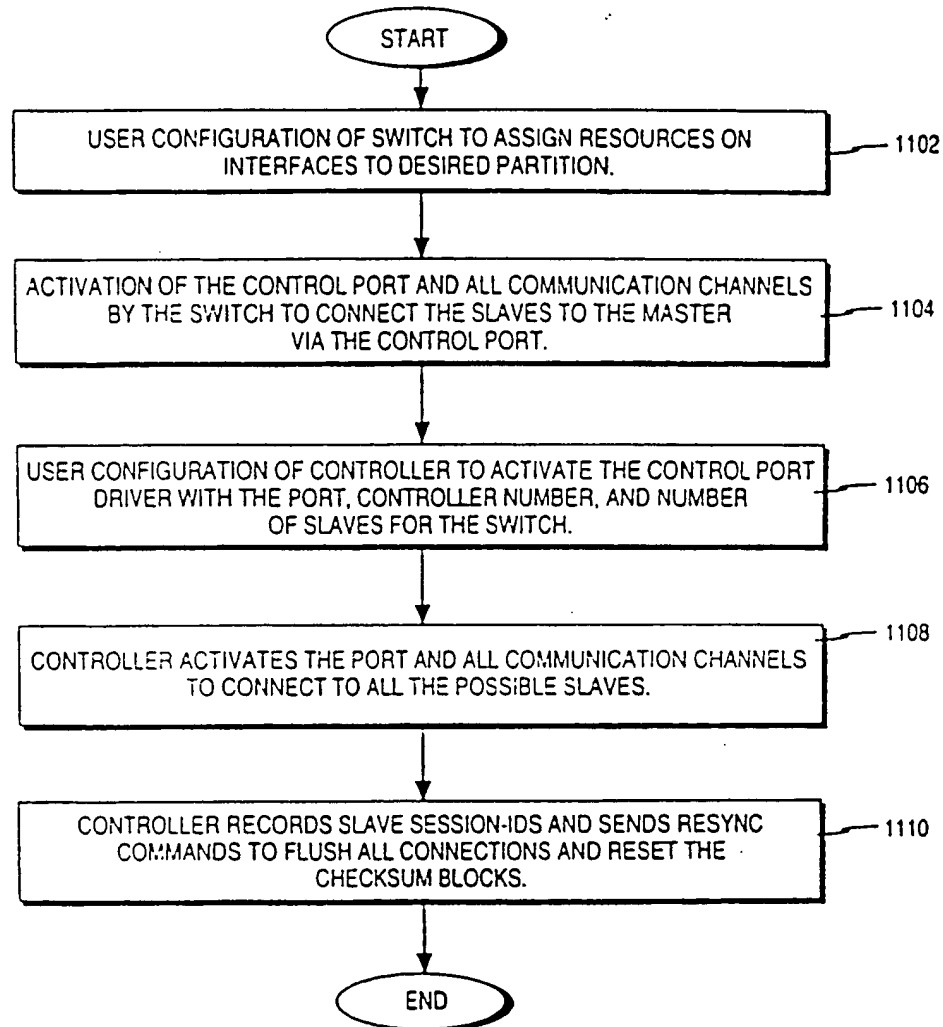 START
USER CONFIGURATION OF SWITCH TO ASSIGN RESOURCES ON
INTERFACES TO DESIRED PARTITION.
1102
ACTIVATION OF THE CONTROL PORT AND ALL COMMUNICATION CHANNELS
BY THE SWITCH TO CONNECT THE SLAVES TO THE MASTER
VIA THE CONTROL PORT.
1104
USER CONFIGURATION OF CONTROLLER TO ACTIVATE THE CONTROL PORT
DRIVER WITH THE PORT, CONTROLLER NUMBER, AND NUMBER
OF SLAVES FOR THE SWITCH.
1106
CONTROLLER ACTIVATES THE PORT AND ALL COMMUNICATION CHANNELS
TO CONNECT TO ALL THE POSSIBLE SLAVES.
1108
CONTROLLER RECORDS SLAVE SESSION-IDS AND SENDS RESYNC
COMMANDS TO FLUSH ALL CONNECTIONS AND RESET THE
CHECKSUM BLOCKS.
1110
END